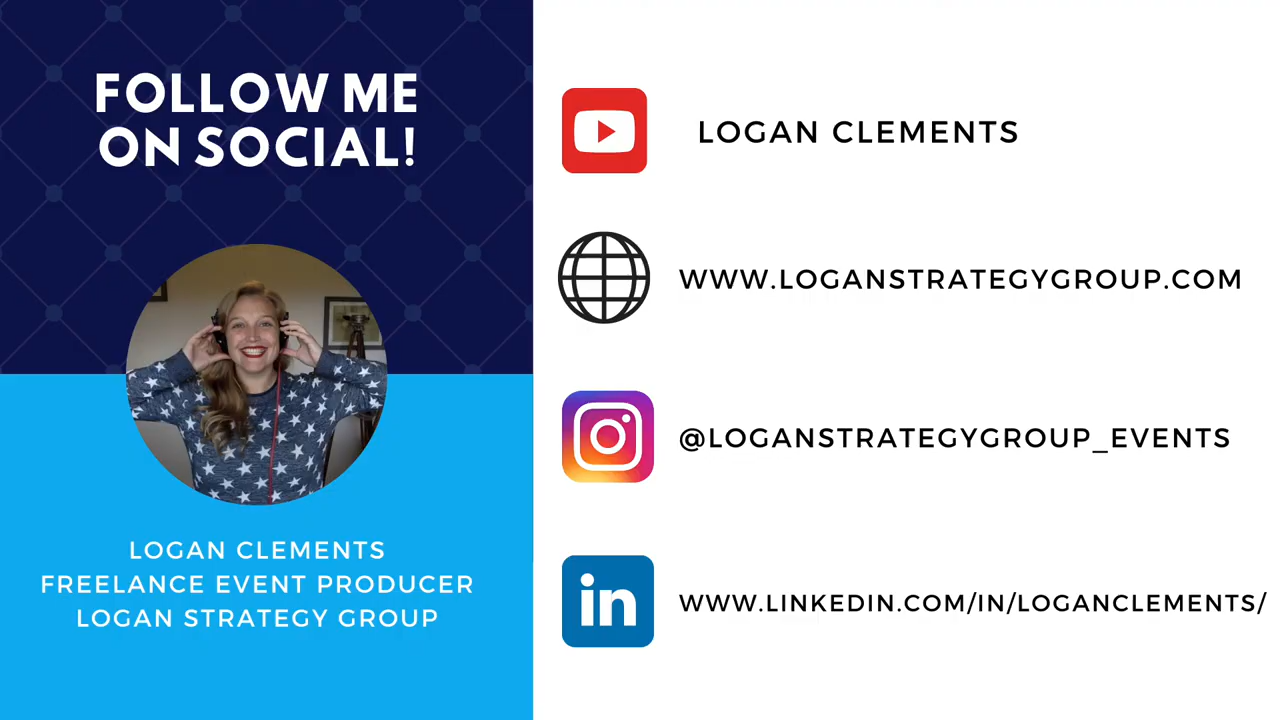 FOLLOW ME
ON SOCIAL!
LOGAN CLEMENTS
FREELANCE EVENT PRODUCER
LOGAN STRATEGY GROUP
LOGAN CLEMENTS
WWW.LOGANSTRATEGYGROUP.COM
@LOGANSTRATEGYGROUP_EVENTS
in
WWW.LINKEDIN.COM/IN/LOGANCLEMENTS/